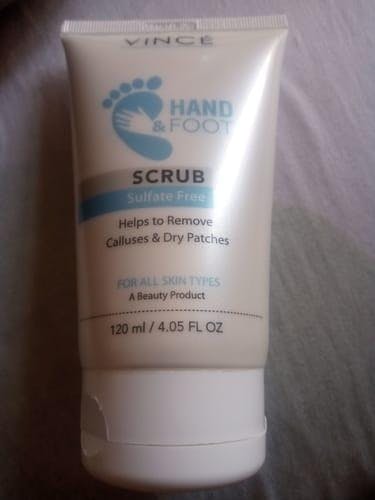 VINCÉ
HAND
& FOOT
SCRUB
Sulfate Free
Helps to Remove
Calluses & Dry Patches
FOR ALL SKIN TYPES
A Beauty Product
120 ml / 4.05 FL OZ